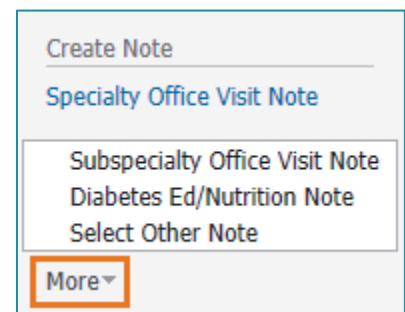 Create Note
Specialty Office Visit Note
Subspecialty Office Visit Note
Diabetes Ed/Nutrition Note
Select Other Note
More